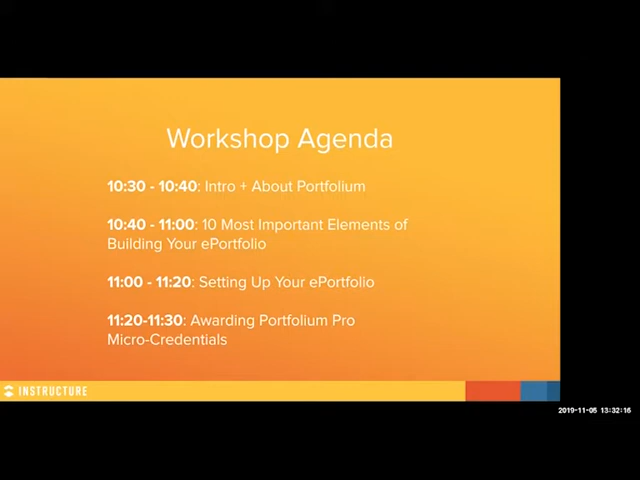 Workshop Agenda
10:30 - 10:40: Intro + About Portfolium
10:40 - 11:00: 10 Most Important Elements of
Building Your ePortfolio
11:00 - 11:20: Setting Up Your ePortfolio
11:20-11:30: Awarding Portfolium Pro
Micro-Credentials
INSTRUCTURE
2019-11-05 13:32:16